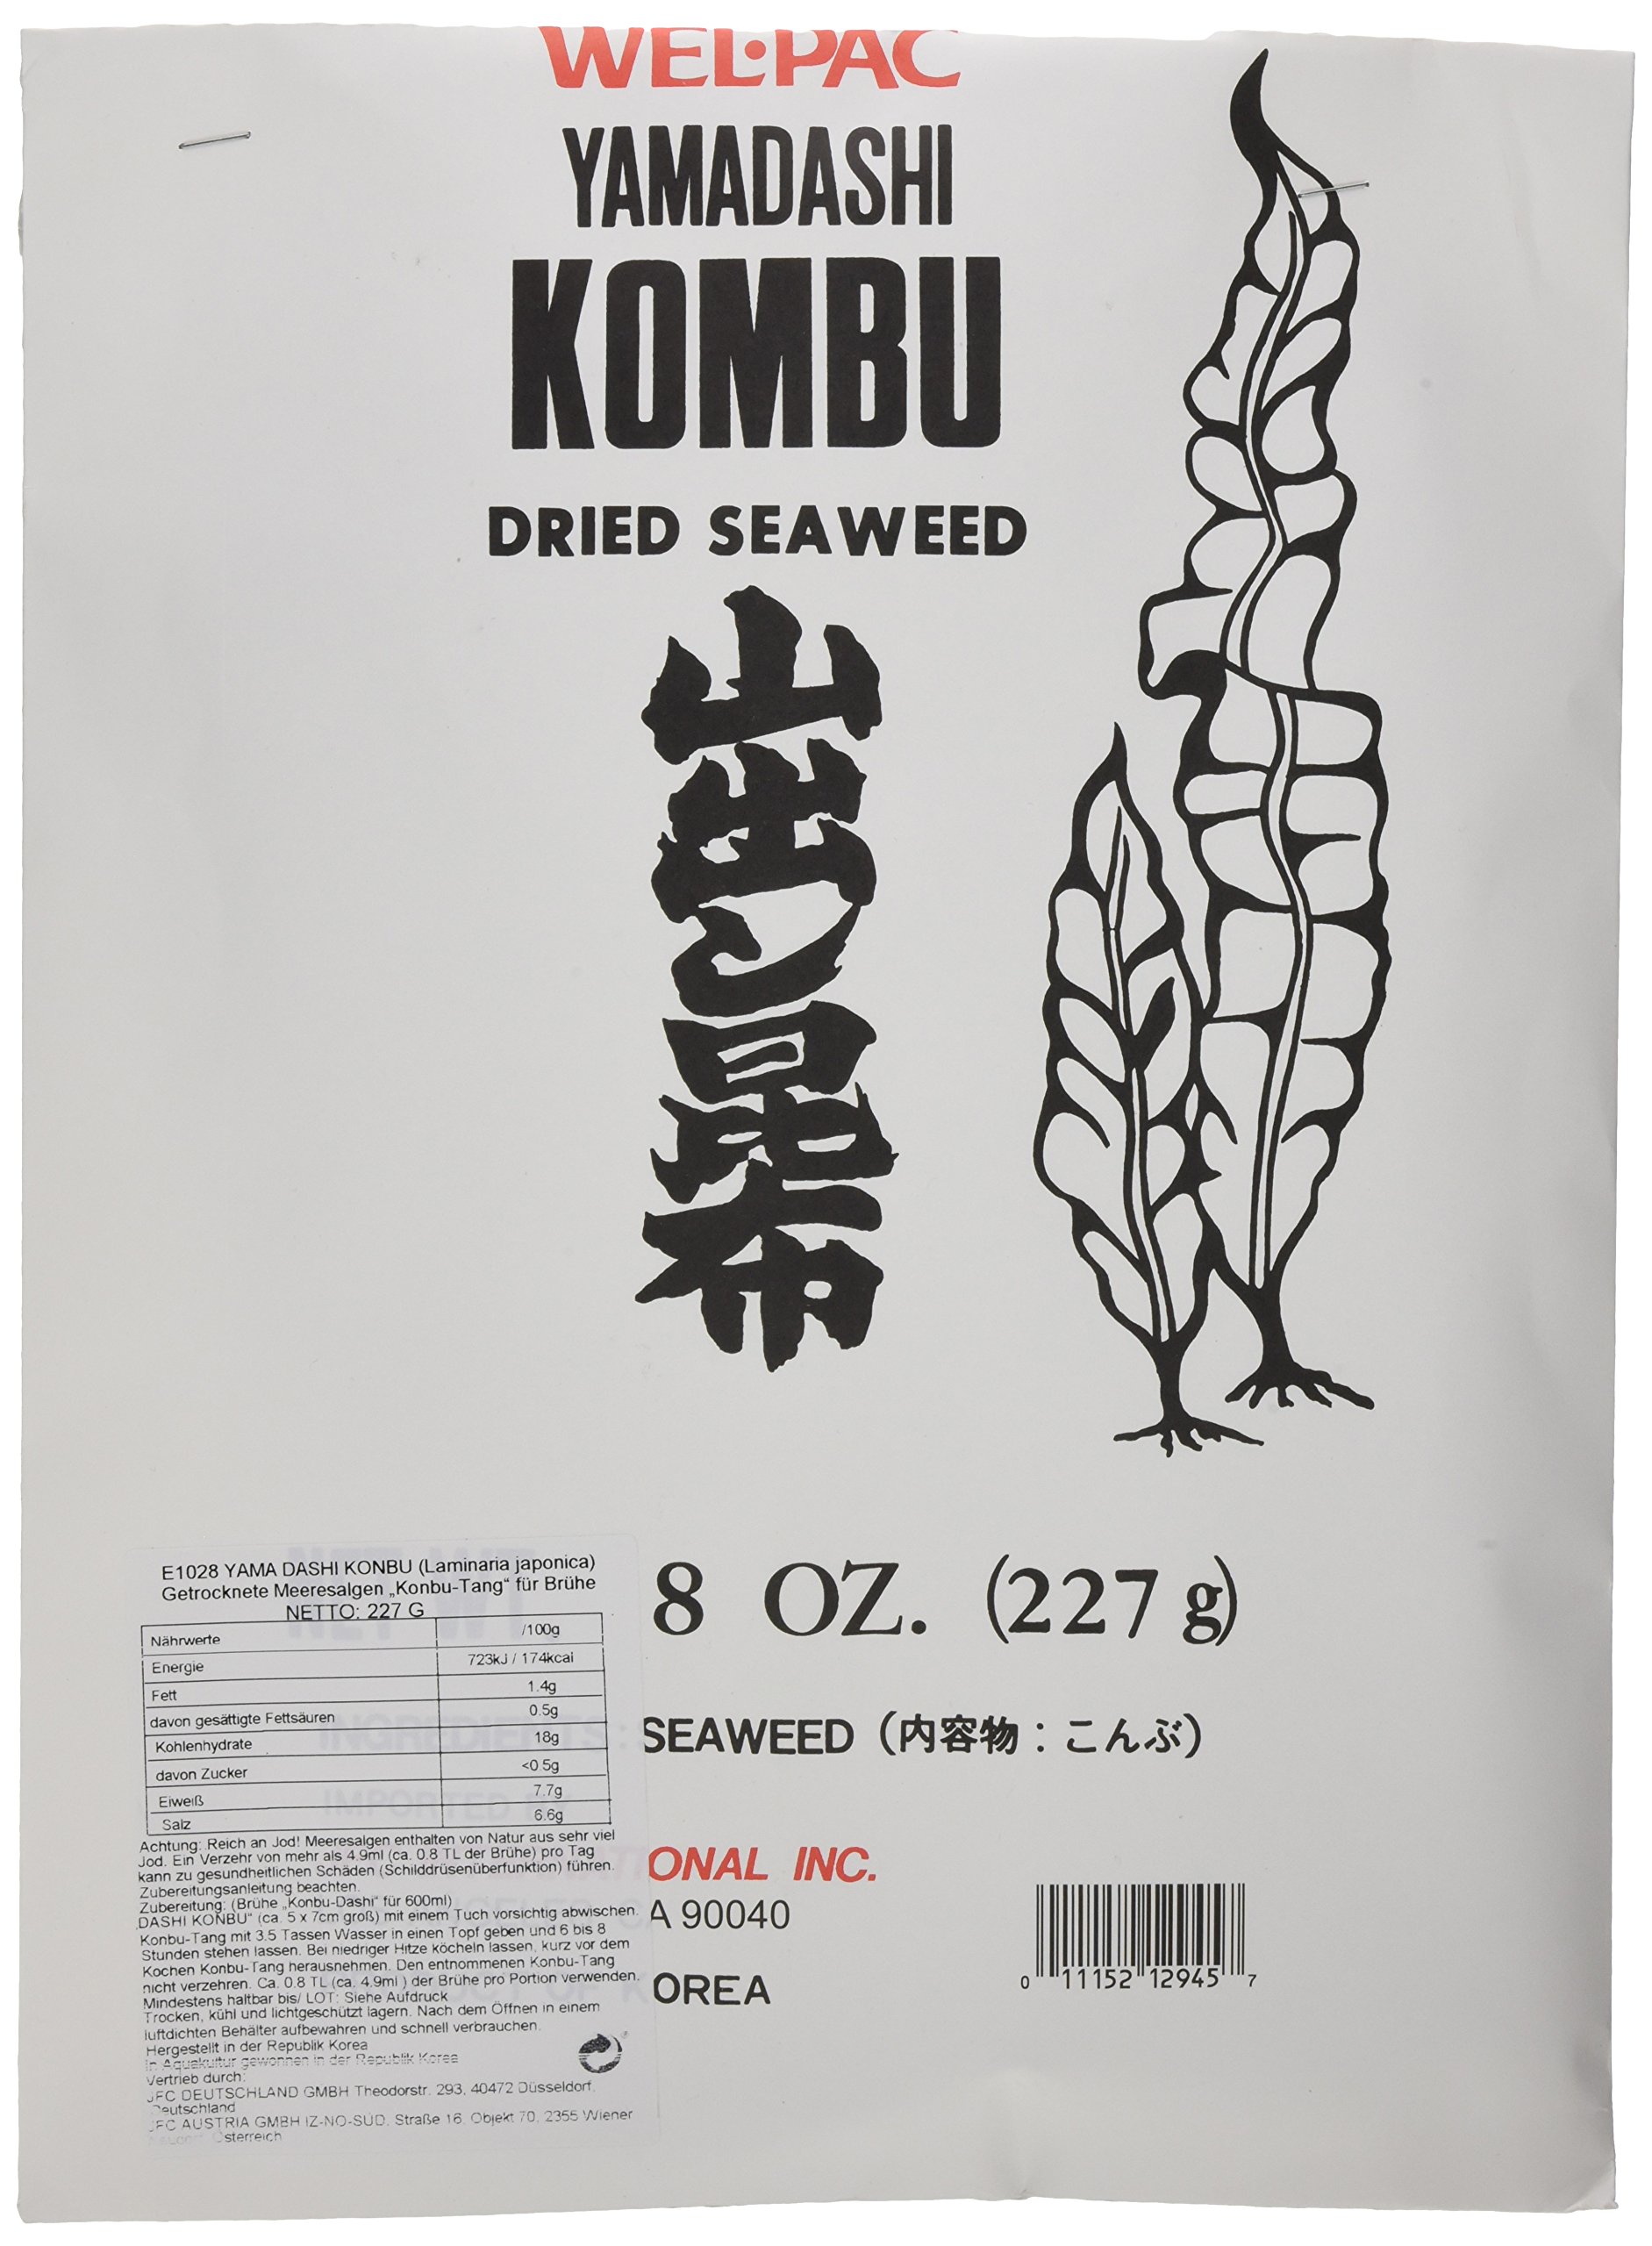 WEL·PAC
YAMADASHI
KOMBU
DRIED SEAWEED
山出し昆布
8 OZ. (227 g)
SEAWEED (内容物：こんぶ)
ONAL INC.
A 90040
OREA
0 11152 12945 7
E1028 YAMA DASHI KONBU (Laminaria japonica)
Getrocknete Meeresalgen „Konbu-Tang“ für Brühe
NETTO: 227 G
Nährwerte /100g
Energie 723kJ / 174kcal
Fett 1.4g
davon gesättigte Fettsäuren 0.5g
Kohlenhydrate 18g
davon Zucker <0.5g
Eiweiß 7.7g
Salz 6.6g
Achtung: Reich an Jod! Meeresalgen enthalten von Natur aus sehr viel
Jod. Ein Verzehr von mehr als 4.9ml (ca. 0.8 TL der Brühe) pro Tag
kann zu gesundheitlichen Schäden (Schilddrüsenüberfunktion) führen.
Zubereitungsanleitung beachten.
Zubereitung: (Brühe „Konbu-Dashi“ für 600ml)
„DASHI KONBU“ (ca. 5 x 7cm groß) mit einem Tuch vorsichtig abwischen.
Konbu-Tang mit 3.5 Tassen Wasser in einen Topf geben und 6 bis 8
Stunden stehen lassen. Bei niedriger Hitze köcheln lassen, kurz vor dem
Kochen Konbu-Tang herausnehmen. Den entnommenen Konbu-Tang
nicht verzehren. Ca. 0.8 TL (ca. 4.9ml ) der Brühe pro Portion verwenden.
Mindestens haltbar bis/ LOT: Siehe Aufdruck
Trocken, kühl und lichtgeschützt lagern. Nach dem Öffnen in einem
luftdichten Behälter aufbewahren und schnell verbrauchen.
Hergestellt in der Republik Korea
In Aquakultur gewonnen in der Republik Korea
Vertrieb durch:
JFC DEUTSCHLAND GMBH Theodorstr. 293, 40472 Düsseldorf,
Deutschland
JFC AUSTRIA GMBH IZ-NO-SÜD. Straße 16, Objekt 70, 2355 Wiener
Österreich